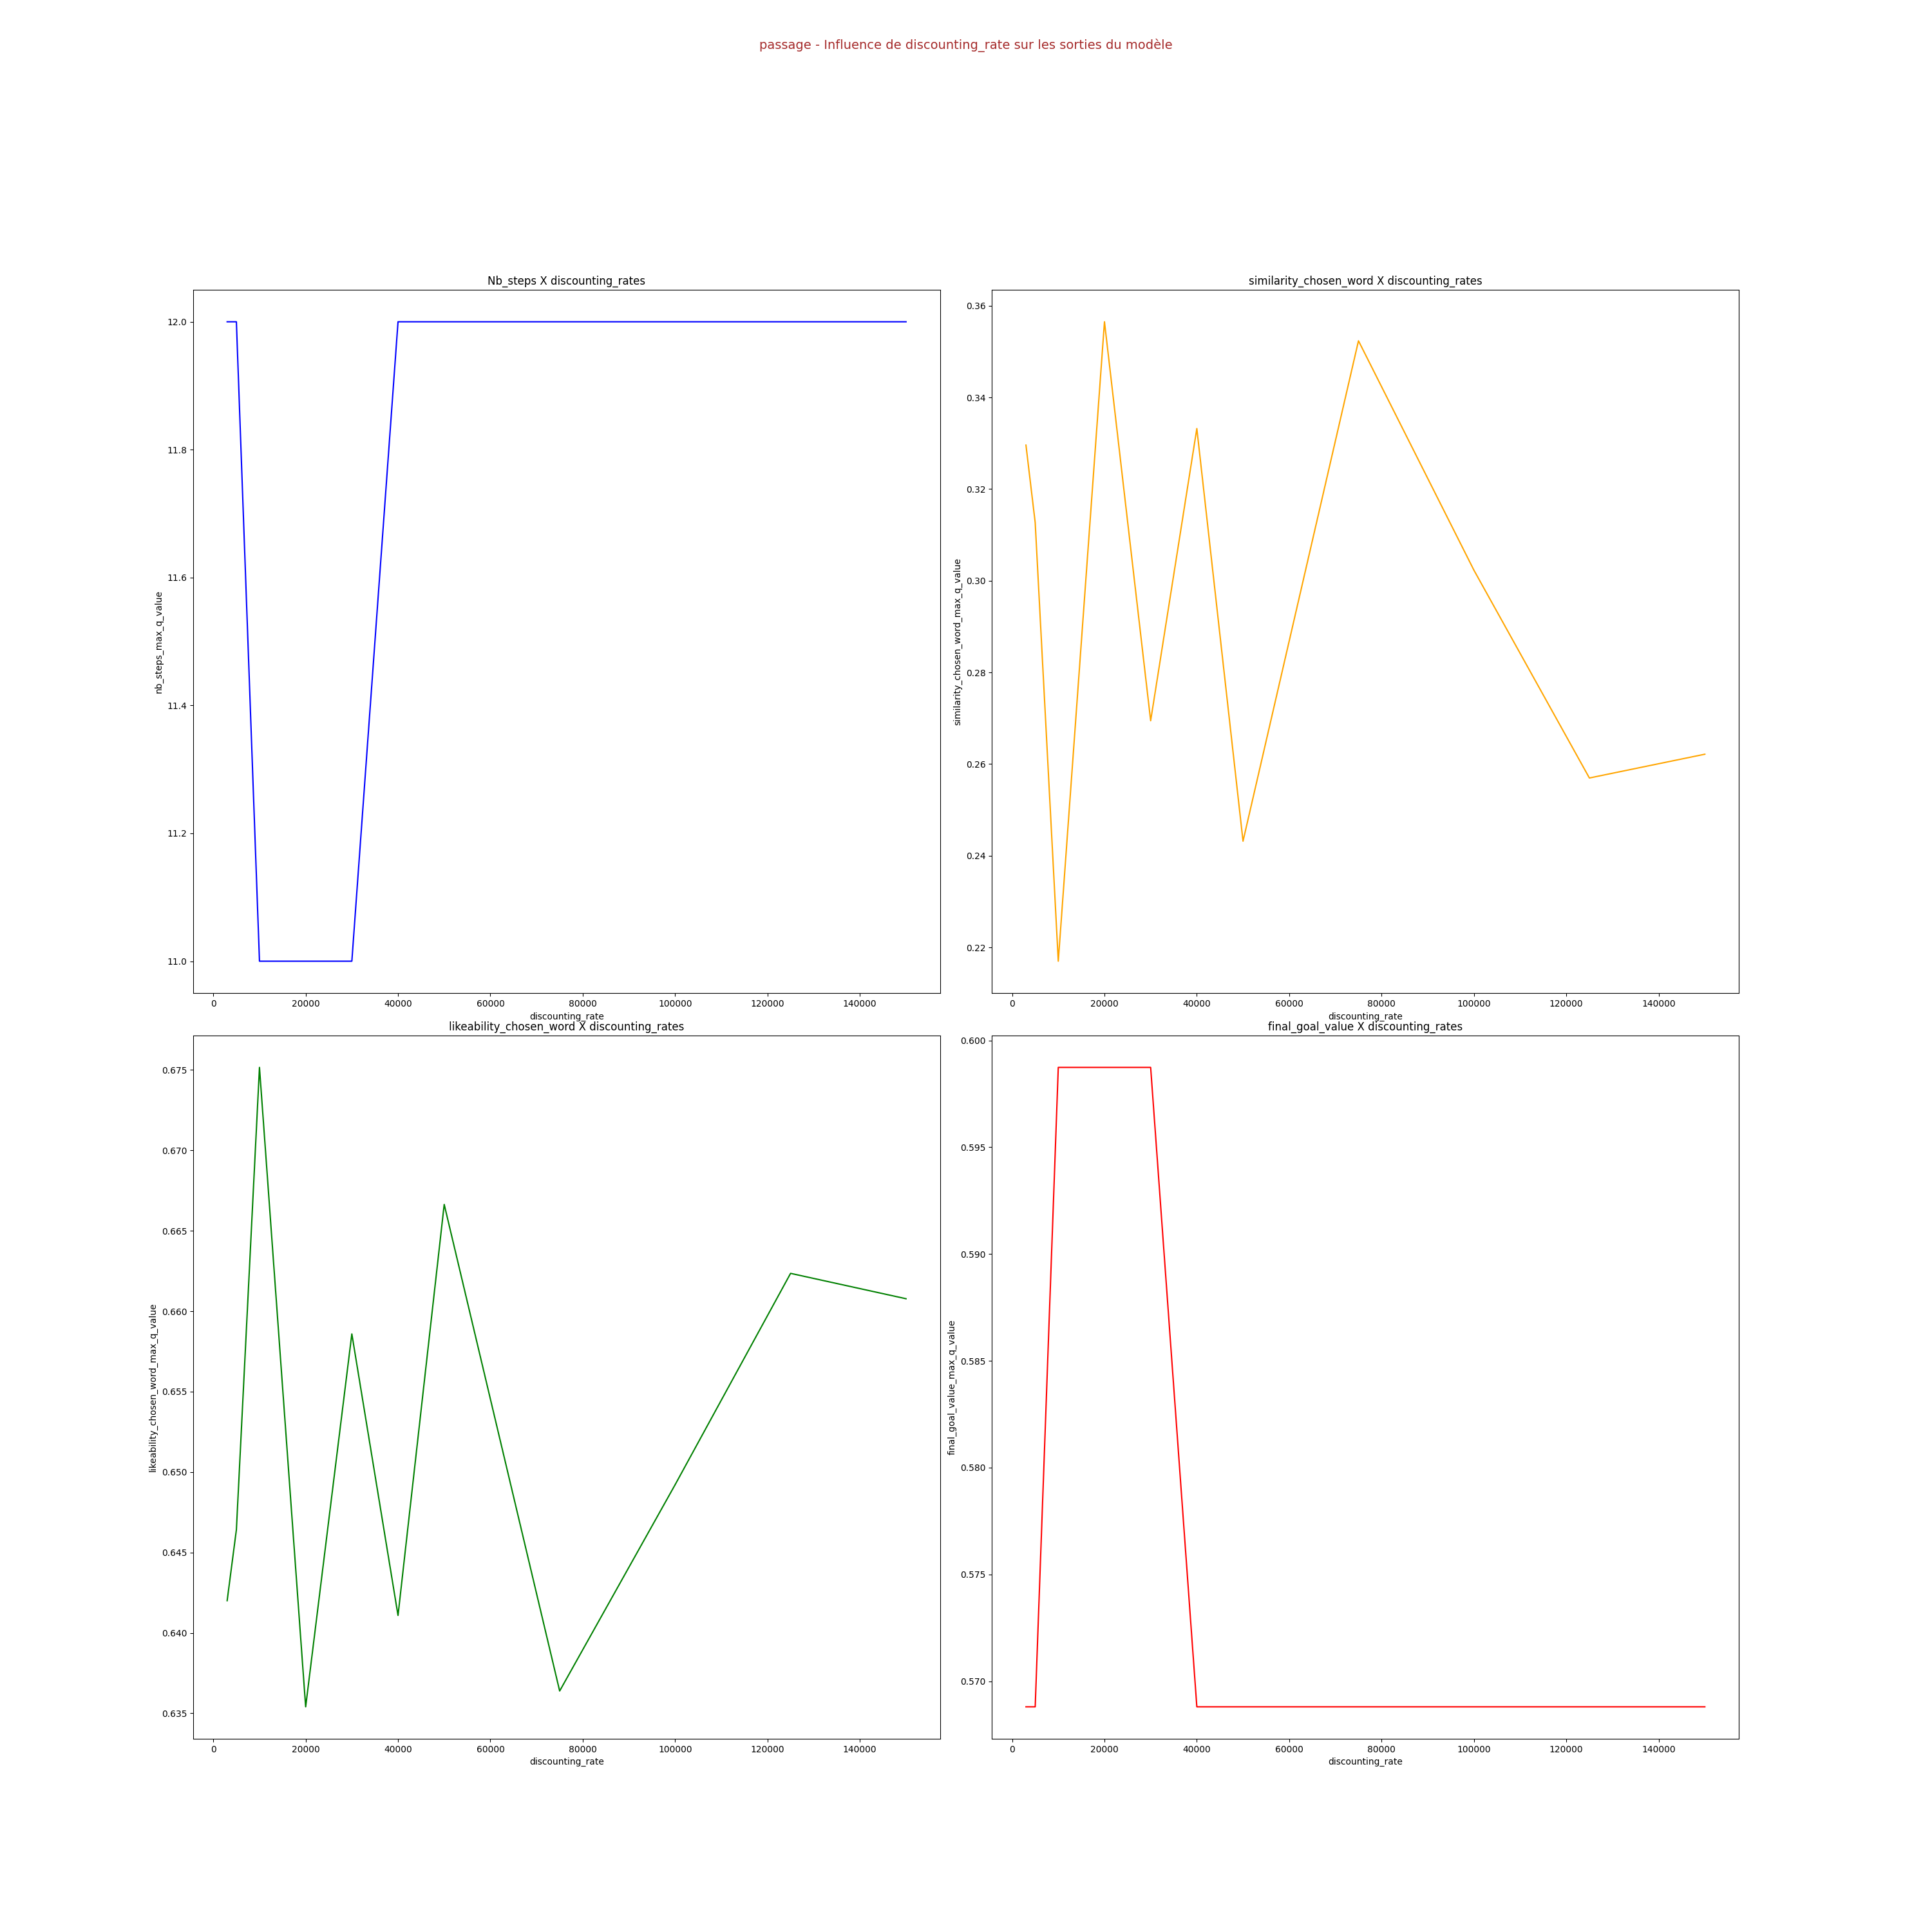 passage - Influence de discounting_rate sur les sorties du modèle
Nb_steps X discounting_rates
12.0
11.8
11.6
11.4
11.2
11.0
nb_steps_max_q_value
0 20000 40000 60000 80000 100000 120000 140000
discounting_rate
similarity_chosen_word X discounting_rates
0.36
0.34
0.32
0.30
0.28
0.26
0.24
0.22
similarity_chosen_word_max_q_value
0 20000 40000 60000 80000 100000 120000 140000
discounting_rate
likeability_chosen_word X discounting_rates
0.675
0.670
0.665
0.660
0.655
0.650
0.645
0.640
0.635
likeability_chosen_word_max_q_value
0 20000 40000 60000 80000 100000 120000 140000
discounting_rate
final_goal_value X discounting_rates
0.600
0.595
0.590
0.585
0.580
0.575
0.570
final_goal_value_max_q_value
0 20000 40000 60000 80000 100000 120000 140000
discounting_rate